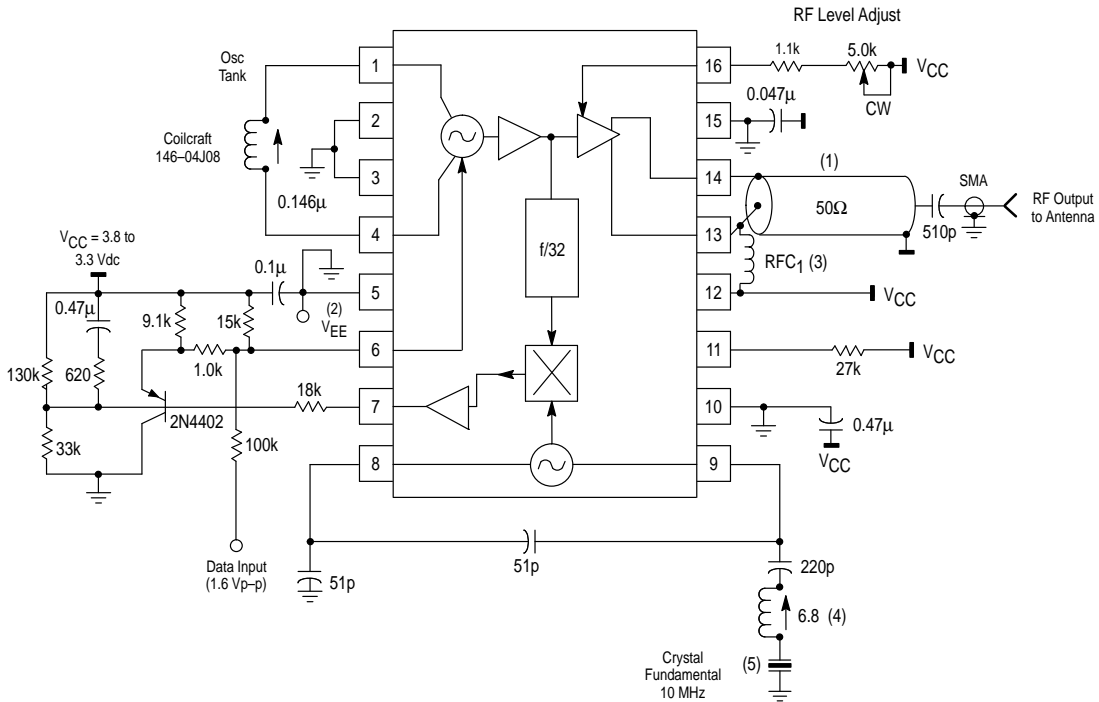 RF Level Adjust
Osc
Tank
1
16
1.1k
5.0k
VCC
CW
0.047μ
2
15
Coilcraft
146–04J08
3
14
(1)
SMA
50Ω
RF Output
to Antenna
0.146μ
4
13
510p
f/32
RFC1 (3)
VCC = 3.8 to
3.3 Vdc
0.1μ
5
12
VCC
(2)
VEE
0.47μ
9.1k
15k
6
11
VCC
1.0k
27k
130k
620
18k
7
10
2N4402
0.47μ
33k
100k
VCC
8
9
51p
51p
220p
Data Input
(1.6 Vp–p)
6.8 (4)
Crystal
Fundamental
10 MHz
(5)